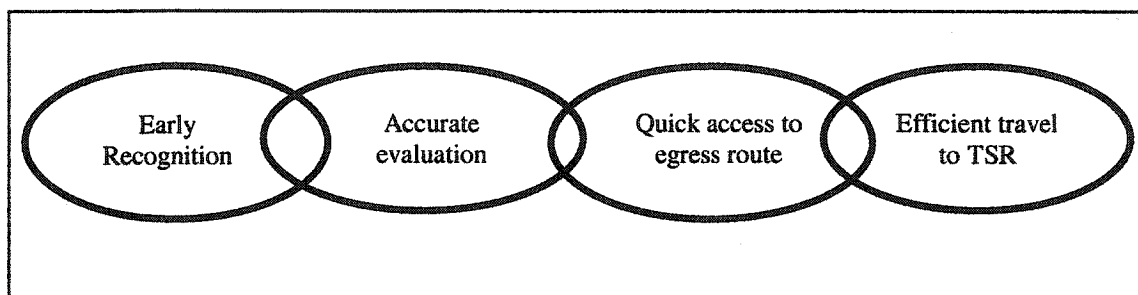 Early
Recognition
Accurate
evaluation
Quick access to
egress route
Efficient travel
to TSR